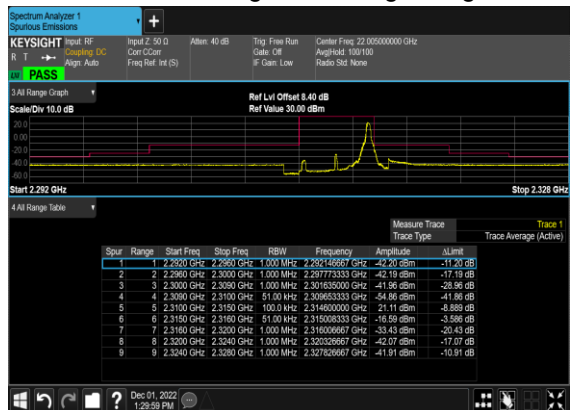 Spectrum Analyzer 1
Spurious Emissions
KEYSIGHT Input: RF Input Z: 50 Ω Atten: 40 dB Trig: Free Run Center Freq: 22.005000000 GHz
R T Coupling: DC Corr CCorr Gate: Off Avg|Hold: 100/100
Align: Auto Freq Ref: Int (S) IF Gain: Low Radio Std: None
LW PASS
3 All Range Graph
Ref Lvl Offset 8.40 dB
Scale/Div 10.0 dB Ref Value 30.00 dBm
20.0
0.00
-20.0
-40.0
-60.0
Start 2.292 GHz Stop 2.328 GHz
4 All Range Table
Measure Trace Trace 1
Trace Type Trace Average (Active)
Spur Range Start Freq Stop Freq RBW Frequency Amplitude ΔLimit
1 1 2.2920 GHz 2.2960 GHz 1.000 MHz 2.292146667 GHz -42.20 dBm -11.20 dB
2 2 2.2960 GHz 2.3000 GHz 1.000 MHz 2.297773333 GHz -42.19 dBm -17.19 dB
3 3 2.3000 GHz 2.3090 GHz 1.000 MHz 2.301635000 GHz -41.96 dBm -28.96 dB
4 4 2.3090 GHz 2.3100 GHz 51.00 kHz 2.309653333 GHz -54.86 dBm -41.86 dB
5 5 2.3100 GHz 2.3150 GHz 100.0 kHz 2.314600000 GHz 21.11 dBm -8.889 dB
6 6 2.3150 GHz 2.3160 GHz 51.00 kHz 2.315008333 GHz -16.59 dBm -3.586 dB
7 7 2.3160 GHz 2.3200 GHz 1.000 MHz 2.316006667 GHz -33.43 dBm -20.43 dB
8 8 2.3200 GHz 2.3240 GHz 1.000 MHz 2.320326667 GHz -42.07 dBm -17.07 dB
9 9 2.3240 GHz 2.3280 GHz 1.000 MHz 2.327826667 GHz -41.91 dBm -10.91 dB
? Dec 01, 2022
1:29:59 PM